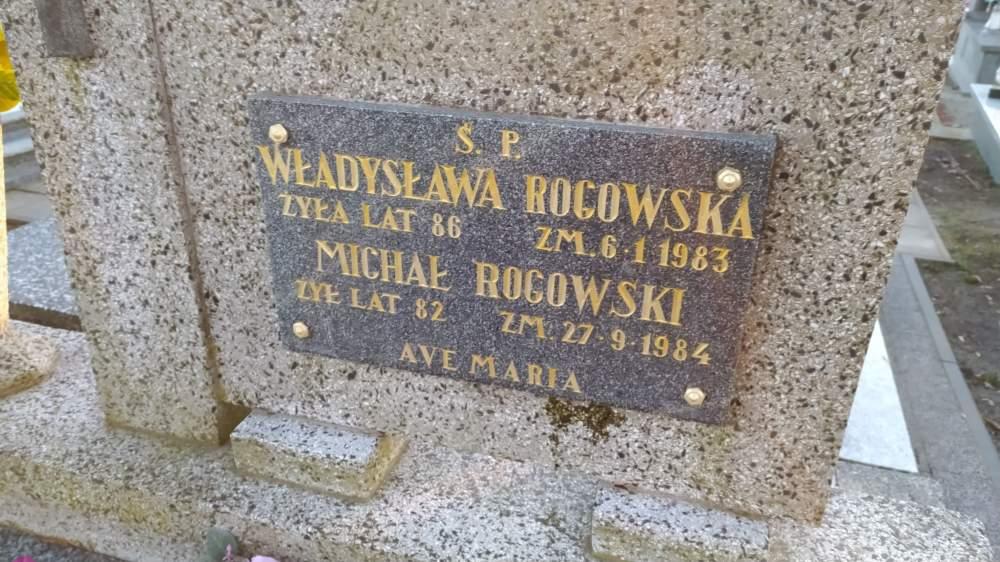 Ś. P.
WŁADYSŁAWA ROGOWSKA
ŻYŁA LAT 86 ZM. 6·1 1983
MICHAŁ ROGOWSKI
ŻYŁ LAT 82 ZM. 27·9·1984
AVE MARIA